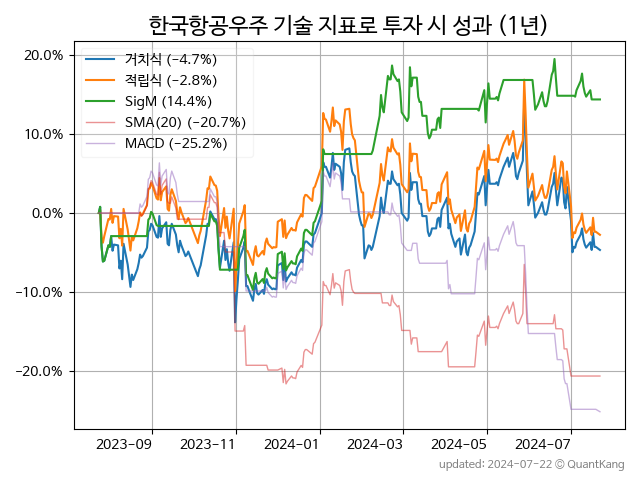 한국항공우주 기술 지표로 투자 시 성과 (1년)
거치식 (−4.7%)
적립식 (−2.8%)
SigM (14.4%)
SMA(20) (−20.7%)
MACD (−25.2%)
20.0%
10.0%
0.0%
−10.0%
−20.0%
2023−09 2023−11 2024−01 2024−03 2024−05 2024−07
updated: 2024-07-22 © QuantKang